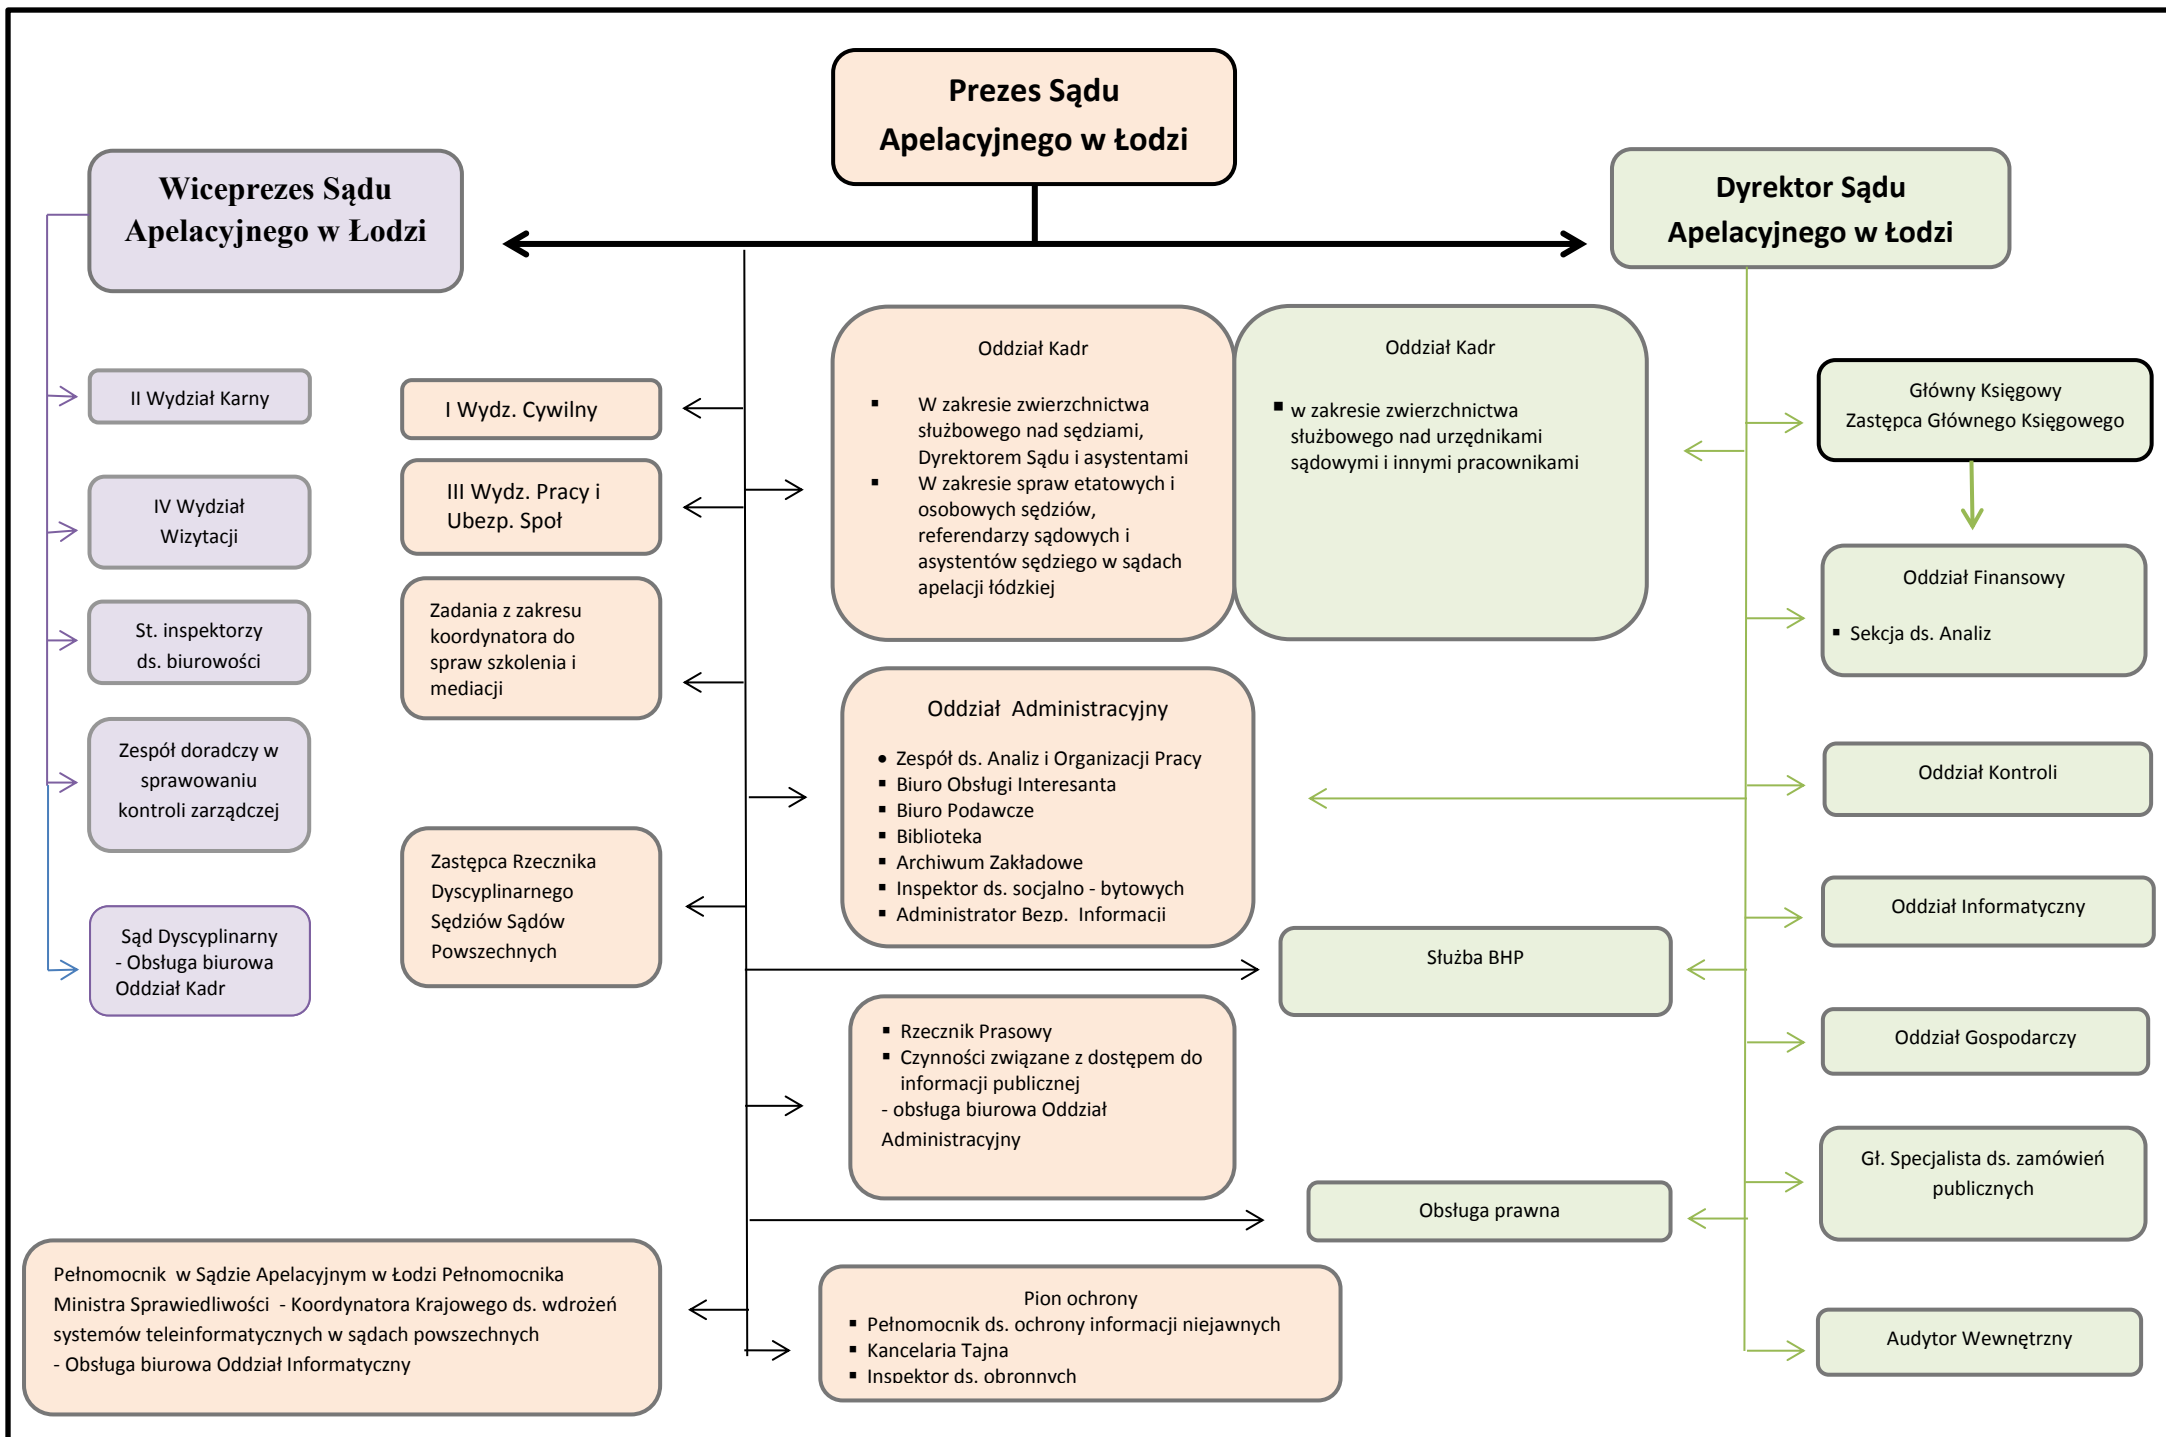 Prezes Sądu
Apelacyjnego w Łodzi
Wiceprezes Sądu
Apelacyjnego w Łodzi
Dyrektor Sądu
Apelacyjnego w Łodzi
II Wydział Karny
IV Wydział
Wizytacji
St. inspektorzy
ds. biurowości
Zespół doradczy w
sprawowaniu
kontroli zarządczej
Sąd Dyscyplinarny
- Obsługa biurowa
Oddział Kadr
I Wydz. Cywilny
III Wydz. Pracy i
Ubezp. Społ
Zadania z zakresu
koordynatora do
spraw szkolenia i
mediacji
Zastępca Rzecznika
Dyscyplinarnego
Sędziów Sądów
Powszechnych
Pełnomocnik w Sądzie Apelacyjnym w Łodzi Pełnomocnika
Ministra Sprawiedliwości - Koordynatora Krajowego ds. wdrożeń
systemów teleinformatycznych w sądach powszechnych
- Obsługa biurowa Oddział Informatyczny
Oddział Kadr
▪ W zakresie zwierzchnictwa
służbowego nad sędziami,
Dyrektorem Sądu i asystentami
▪ W zakresie spraw etatowych i
osobowych sędziów,
referendarzy sądowych i
asystentów sędziego w sądach
apelacji łódzkiej
Oddział Kadr
▪ w zakresie zwierzchnictwa
służbowego nad urzędnikami
sądowymi i innymi pracownikami
Oddział Administracyjny
• Zespół ds. Analiz i Organizacji Pracy
▪ Biuro Obsługi Interesanta
▪ Biuro Podawcze
▪ Biblioteka
▪ Archiwum Zakładowe
▪ Inspektor ds. socjalno - bytowych
▪ Administrator Bezp. Informacji
Służba BHP
▪ Rzecznik Prasowy
▪ Czynności związane z dostępem do
informacji publicznej
- obsługa biurowa Oddział
Administracyjny
Obsługa prawna
Pion ochrony
▪ Pełnomocnik ds. ochrony informacji niejawnych
▪ Kancelaria Tajna
▪ Inspektor ds. obronnych
Główny Księgowy
Zastępca Głównego Księgowego
Oddział Finansowy
▪ Sekcja ds. Analiz
Oddział Kontroli
Oddział Informatyczny
Oddział Gospodarczy
Gł. Specjalista ds. zamówień
publicznych
Audytor Wewnętrzny